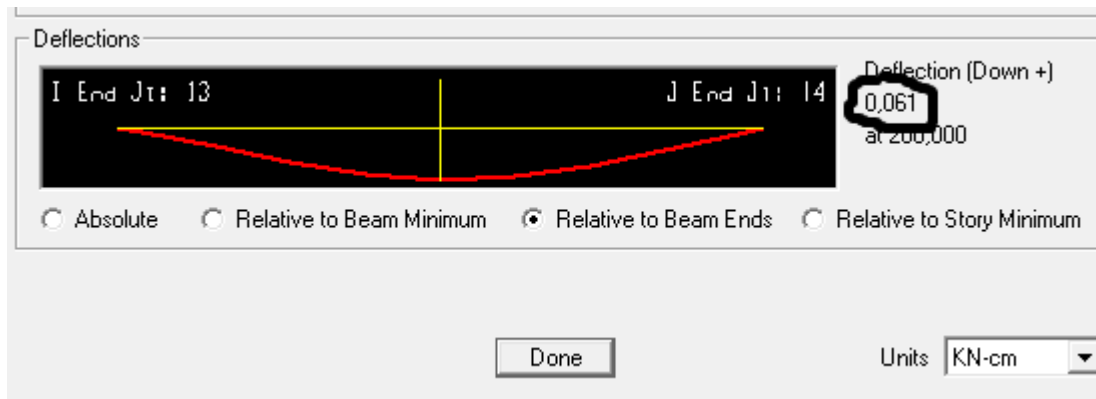 Deflections
I End Jt: 13
J End Jt: 14
Deflection (Down +)
0,061
at 200,000
Absolute
Relative to Beam Minimum
Relative to Beam Ends
Relative to Story Minimum
Done
Units
KN-cm